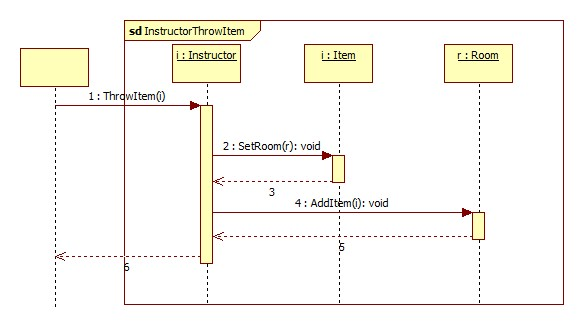 sd InstructorThrowItem
i : Instructor
i : Item
r : Room
1 : ThrowItem(i)
2 : SetRoom(r): void
3
4 : AddItem(i): void
5
6